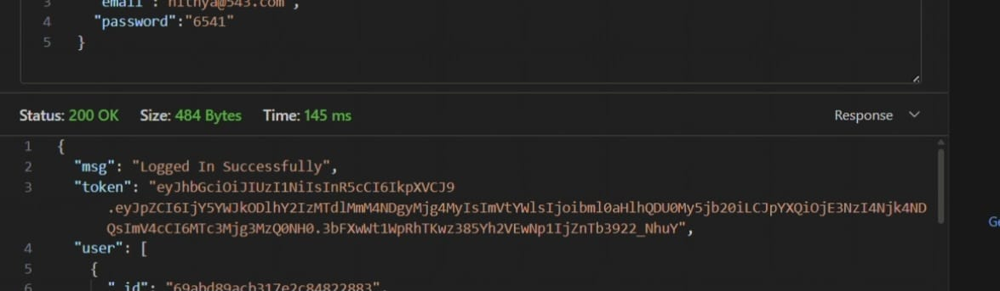 3 "email": "nithya@543.com",
4 "password":"6541"
5 }
Status: 200 OK Size: 484 Bytes Time: 145 ms Response
1 {
2 "msg": "Logged In Successfully",
3 "token": "eyJhbGciOiJIUzI1NiIsInR5cCI6IkpXVCJ9
.eyJpZCI6IjY5YWJkODlhY2IzMTdlMmM4NDgyMjg4MyIsImVtYWlsIjoibml0aHlhQDU0My5jb20iLCJpYXQiOjE3NzI4Njk4ND
QsImV4cCI6MTc3Mjg3MzQ0NH0.3bFXwWt1WpRhTKwz385Yh2VEwNp1IjZnTb3922_NhuY",
4 "user": [
5 {
6 "_id": "69abd89acb317e2c84822883",